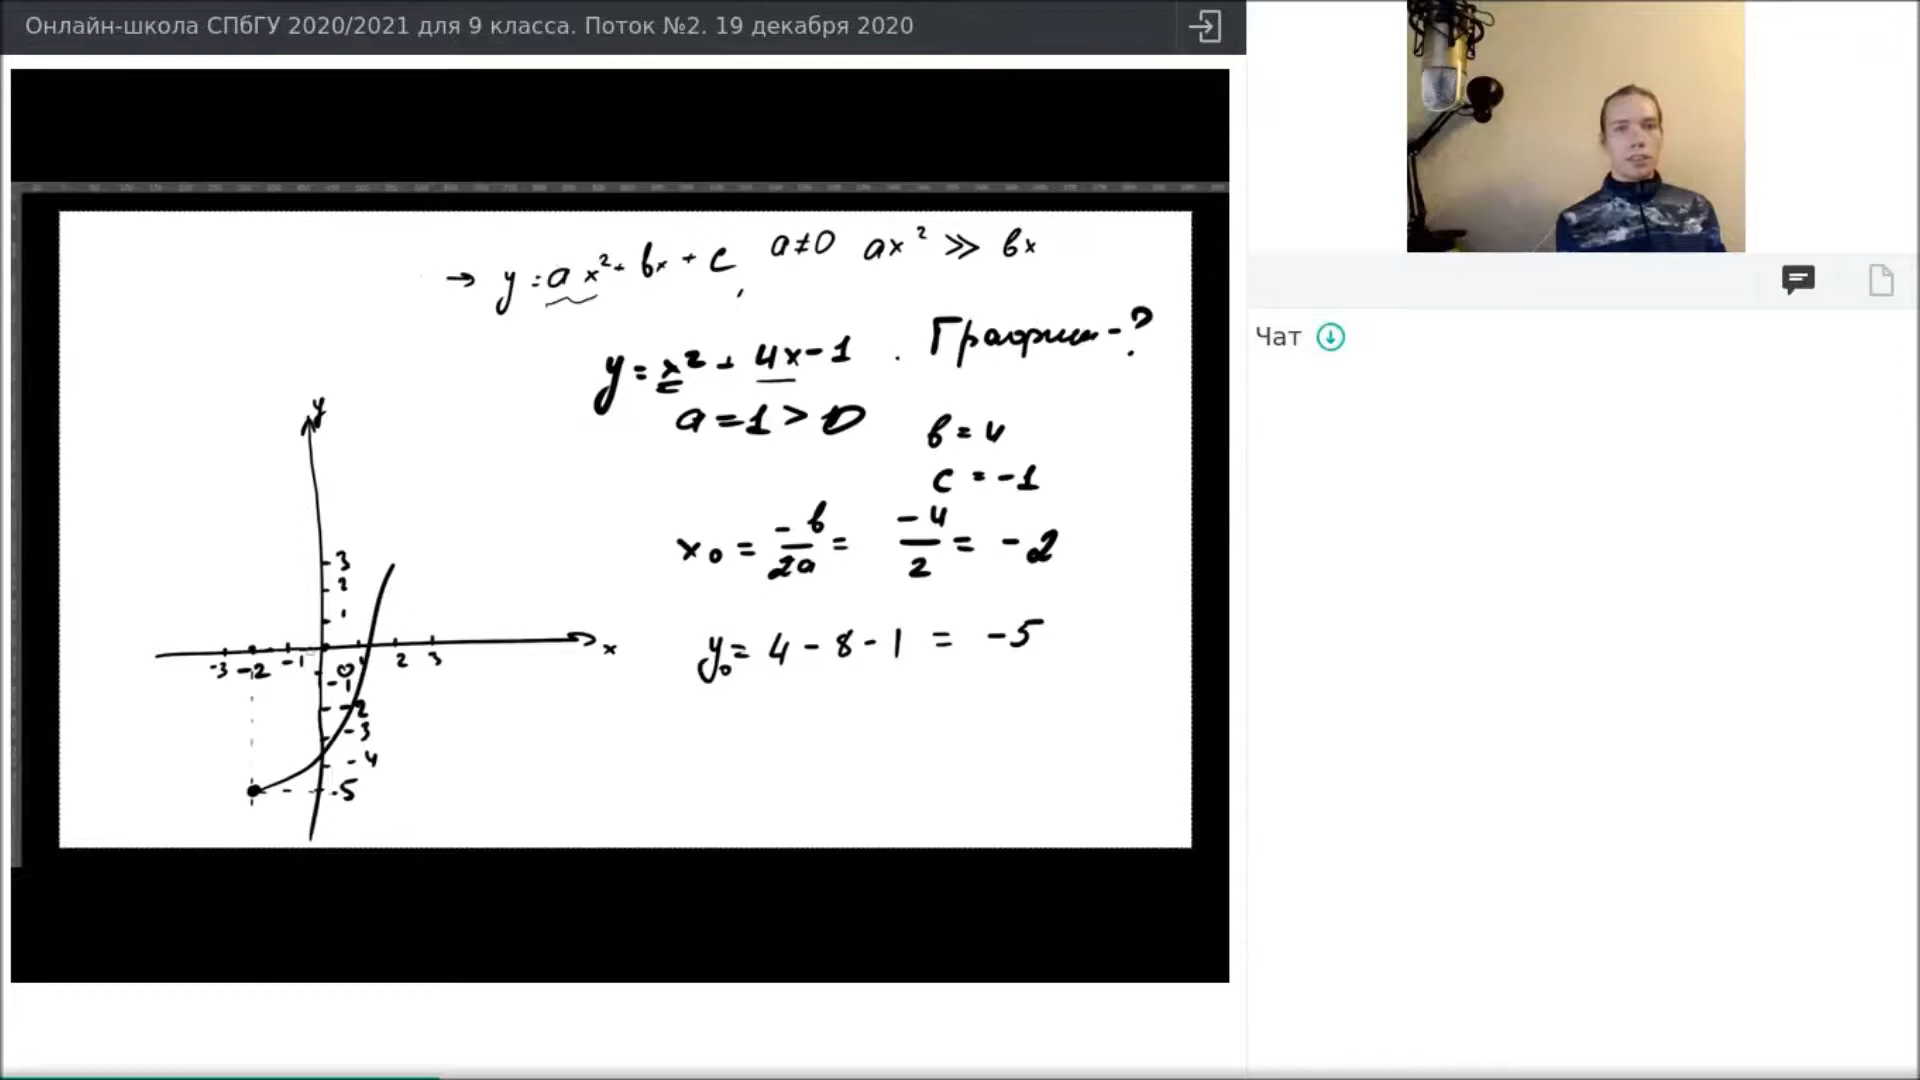 Онлайн-школа СПбГУ 2020/2021 для 9 класса. Поток №2. 19 декабря 2020
→ y = ax² + bx + c, a ≠ 0 ax² ≫ bx
y = x² + 4x - 1 . График - ?
a = 1 > 0
b = 4
c = -1
x₀ = -b/2a = -4/2 = -2
y₀ = 4 - 8 - 1 = -5
y
3
2
1
-3 -2 -1 0 1 2 3 x
-1
-2
-3
-4
-5
Чат